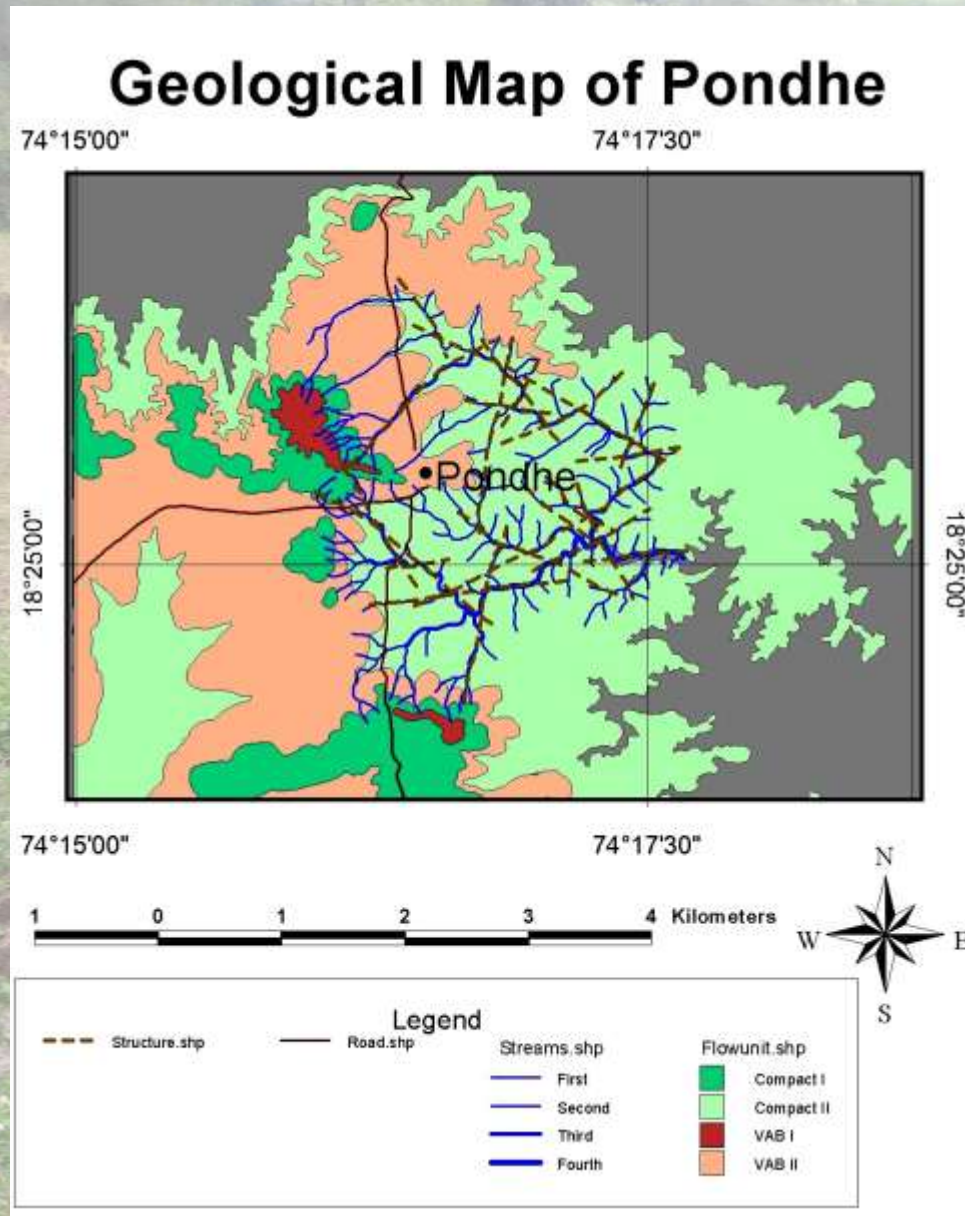 Geological Map of Pondhe
74°15'00" 74°17'30"
Pondhe
18°25'00" 18°25'00"
74°15'00" 74°17'30"
1 0 1 2 3 4 Kilometers
N
W E
S
Legend
Structure.shp Road.shp
Streams.shp Flowunit.shp
First Compact I
Second Compact II
Third VAB I
Fourth VAB II